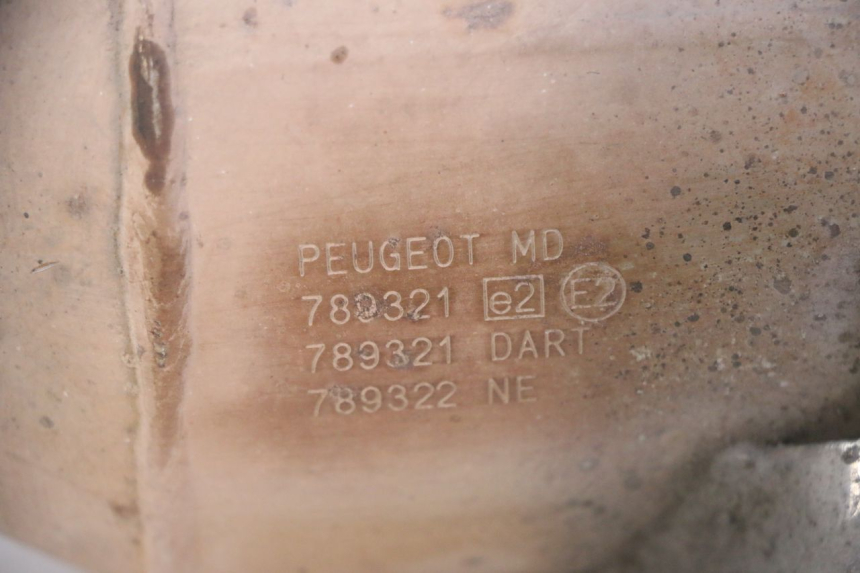 PEUGEOT MD
789321 e2 E2
789321 DART
789322 NE